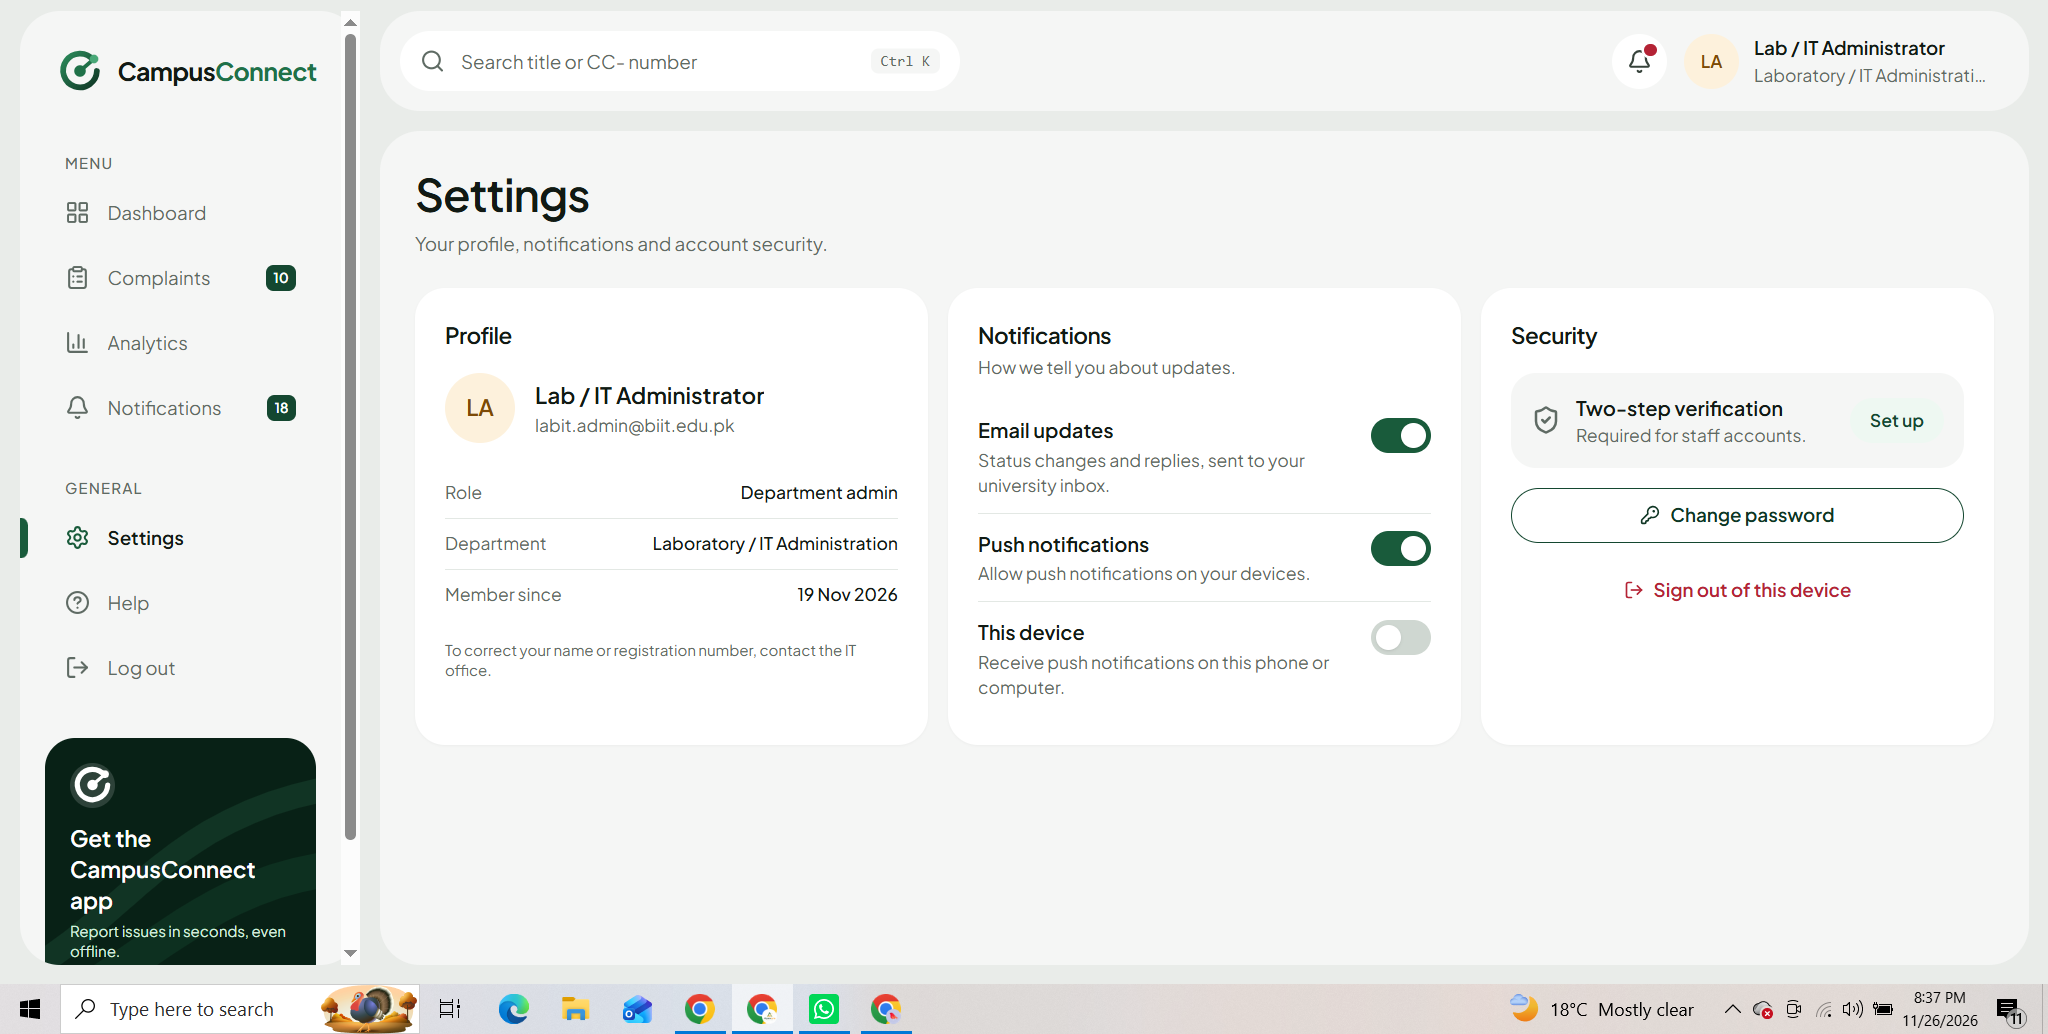 CampusConnect
MENU
Dashboard
Complaints 10
Analytics
Notifications 18
GENERAL
Settings
Help
Log out
Get the
CampusConnect
app
Report issues in seconds, even
offline.
Search title or CC- number Ctrl K
LA
Lab / IT Administrator
Laboratory / IT Administrati...
Settings
Your profile, notifications and account security.
Profile
LA
Lab / IT Administrator
labit.admin@biit.edu.pk
Role Department admin
Department Laboratory / IT Administration
Member since 19 Nov 2026
To correct your name or registration number, contact the IT
office.
Notifications
How we tell you about updates.
Email updates
Status changes and replies, sent to your
university inbox.
Push notifications
Allow push notifications on your devices.
This device
Receive push notifications on this phone or
computer.
Security
Two-step verification
Required for staff accounts.
Set up
Change password
Sign out of this device
Type here to search
18°C Mostly clear
8:37 PM
11/26/2026
11